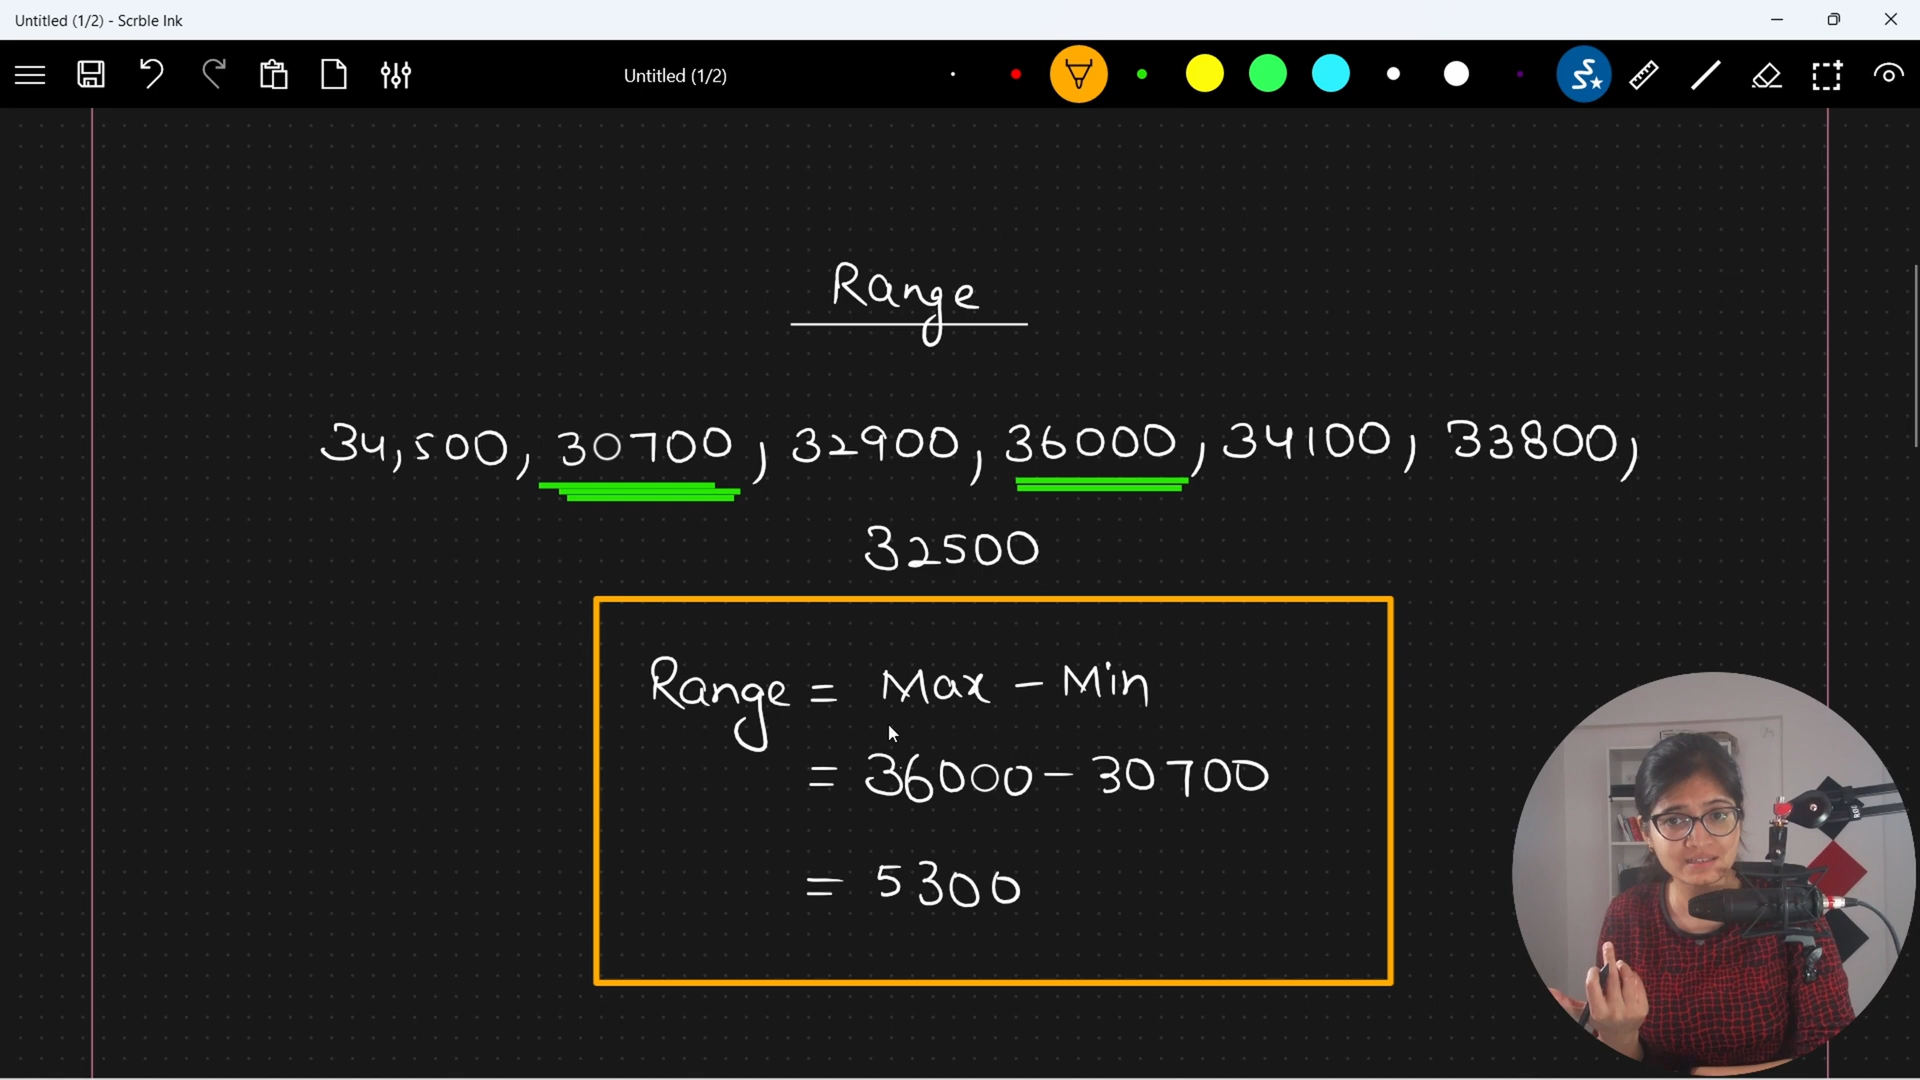 Untitled (1/2) - Scrble Ink
Untitled (1/2)
Range
34,500, 30700, 32900, 36000, 34100, 33800,
32500
Range = Max - Min
= 36000 - 30700
= 5300